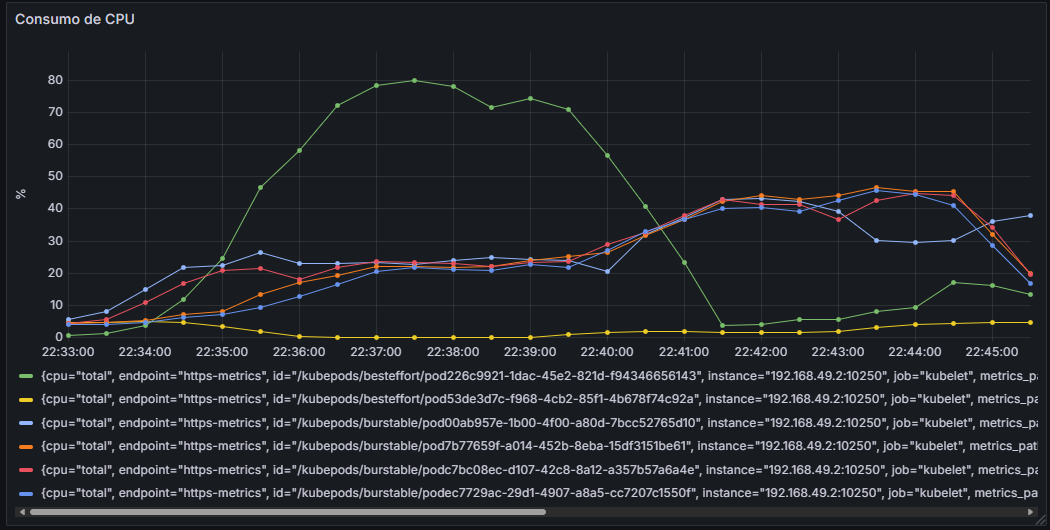 Consumo de CPU
80
70
60
50
40
30
20
10
0
%
22:33:00 22:34:00 22:35:00 22:36:00 22:37:00 22:38:00 22:39:00 22:40:00 22:41:00 22:42:00 22:43:00 22:44:00 22:45:00
{cpu="total", endpoint="https-metrics", id="/kubepods/besteffort/pod226c9921-1dac-45e2-821d-f94346656143", instance="192.168.49.2:10250", job="kubelet", metrics_pa
{cpu="total", endpoint="https-metrics", id="/kubepods/besteffort/pod53de3d7c-f968-4cb2-85f1-4b678f74c92a", instance="192.168.49.2:10250", job="kubelet", metrics_pa
{cpu="total", endpoint="https-metrics", id="/kubepods/burstable/pod00ab957e-1b00-4f00-a80d-7bcc52765d10", instance="192.168.49.2:10250", job="kubelet", metrics_pa
{cpu="total", endpoint="https-metrics", id="/kubepods/burstable/pod7b77659f-a014-452b-8eba-15df3151be61", instance="192.168.49.2:10250", job="kubelet", metrics_pat
{cpu="total", endpoint="https-metrics", id="/kubepods/burstable/podc7bc08ec-d107-42c8-8a12-a357b57a6a4e", instance="192.168.49.2:10250", job="kubelet", metrics_pa
{cpu="total", endpoint="https-metrics", id="/kubepods/burstable/podec7729ac-29d1-4907-a8a5-cc7207c1550f", instance="192.168.49.2:10250", job="kubelet", metrics_pa